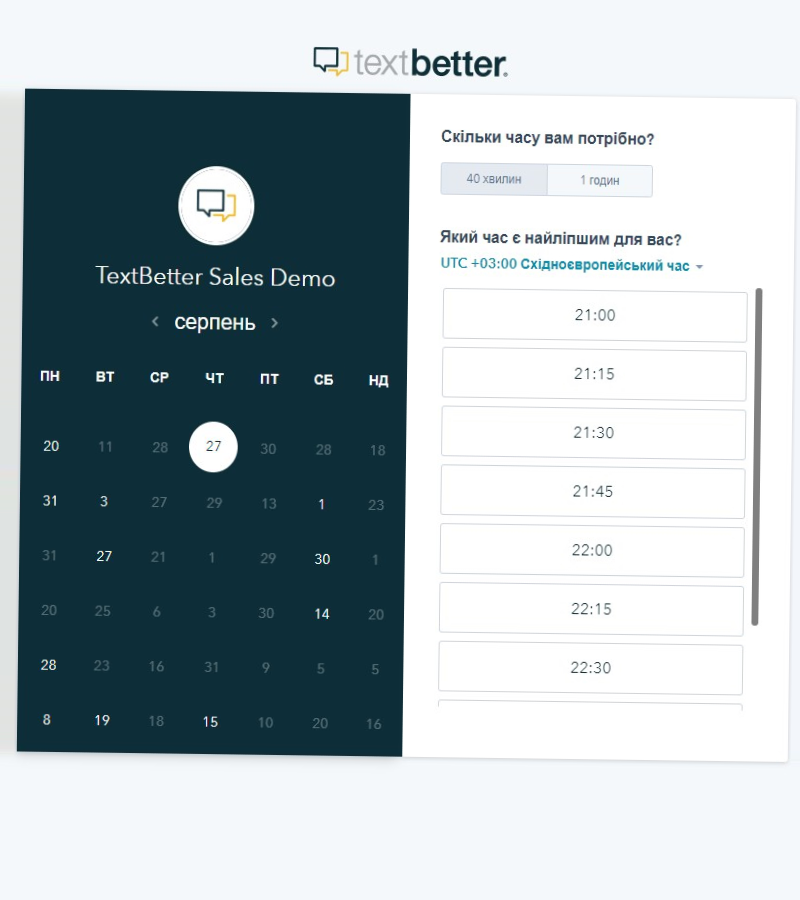 textbetter.
TextBetter Sales Demo
серпень
ПН ВТ СР ЧТ ПТ СБ НД
20 11 28 27 30 28 18
31 3 27 29 13 1 23
31 27 21 1 29 30 1
20 25 6 3 30 14 20
28 23 16 31 9 5 5
8 19 18 15 10 20 16
Скільки часу вам потрібно?
40 хвилин 1 годин
Який час є найліпшим для вас?
UTC +03:00 Східноєвропейський час
21:00
21:15
21:30
21:45
22:00
22:15
22:30